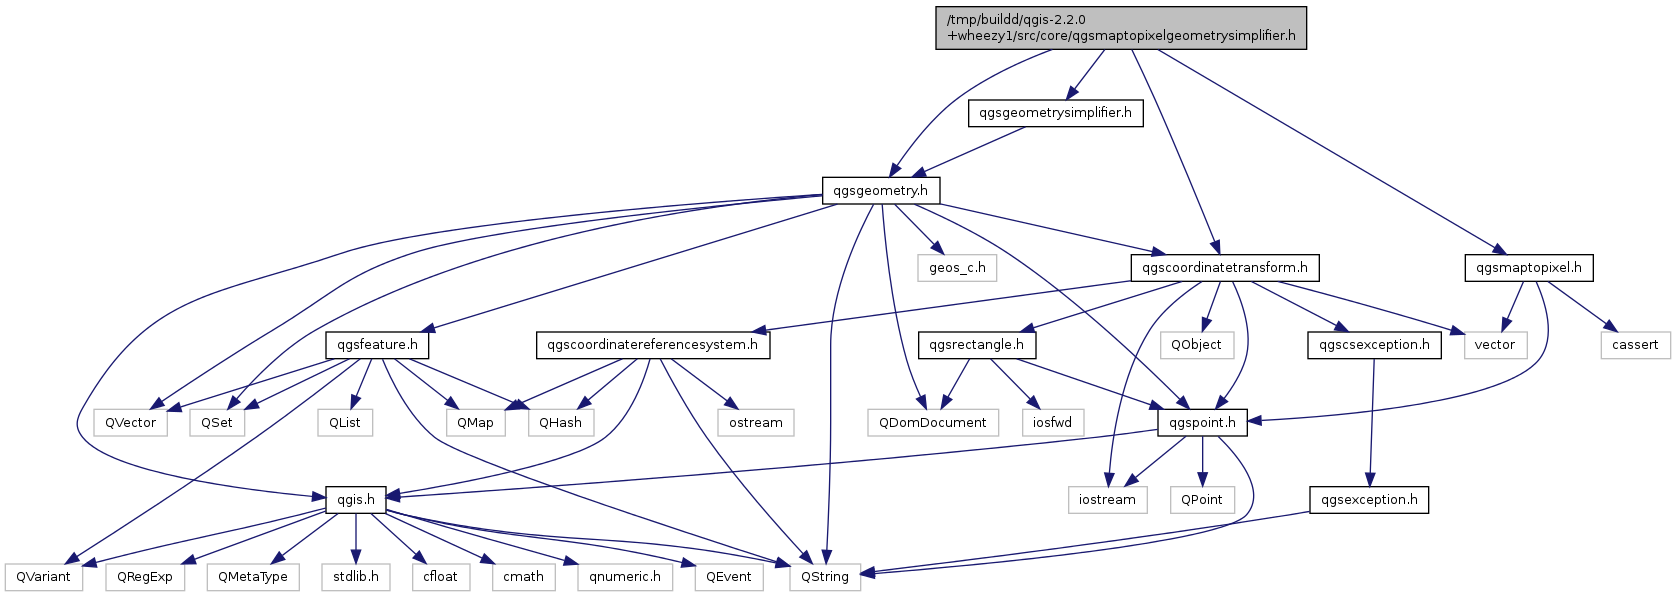 /tmp/buildd/qgis-2.2.0
+wheezy1/src/core/qgsmaptopixelgeometrysimplifier.h
qgsgeometrysimplifier.h
qgsgeometry.h
geos_c.h
qgscoordinatetransform.h
qgsmaptopixel.h
qgsfeature.h
qgscoordinatereferencesystem.h
qgsrectangle.h
QObject
qgscsexception.h
vector
cassert
QVector
QSet
QList
QMap
QHash
ostream
QDomDocument
iosfwd
qgspoint.h
qgis.h
iostream
QPoint
qgsexception.h
QVariant
QRegExp
QMetaType
stdlib.h
cfloat
cmath
qnumeric.h
QEvent
QString